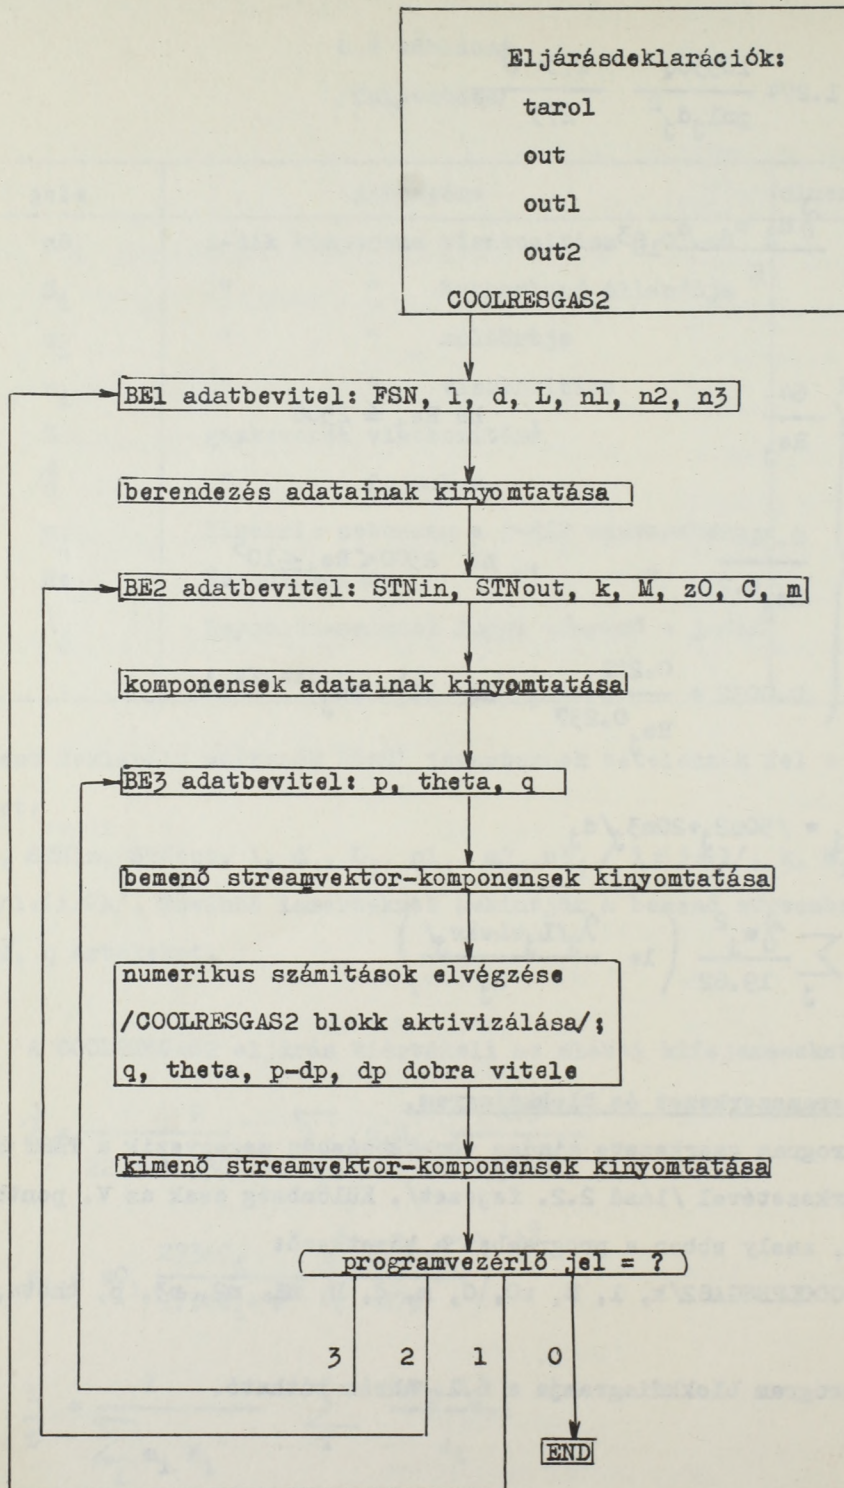 Eljárásdeklarációk:
tarol
out
out1
out2
COOLRESGAS2
BE1 adatbevitel: FSN, l, d, L, n1, n2, n3
berendezés adatainak kinyomtatása
BE2 adatbevitel: STNin, STNout, k, M, z0, C, m
komponensek adatainak kinyomtatása
BE3 adatbevitel: p, theta, q
bemenő streamvektor-komponensek kinyomtatása
numerikus számitások elvégzése
/COOLRESGAS2 blokk aktivizálása/;
q, theta, p-dp, dp dobra vitele
kimenő streamvektor-komponensek kinyomtatása
programvezérlő jel = ?
3 2 1 0
END